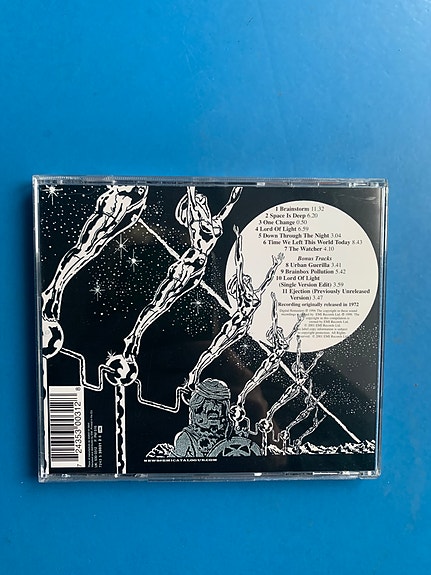 1 Brainstorm 11.32
2 Space Is Deep 6.20
3 One Change 0.50
4 Lord Of Light 6.59
5 Down Through The Night 3.04
6 Time We Left This World Today 8.43
7 The Watcher 4.10
Bonus Tracks
8 Urban Guerilla 3.41
9 Brainbox Pollution 5.42
10 Lord Of Light
(Single Version Edit) 3.59
11 Ejection (Previously Unreleased
Version) 3.47
Recording originally released in 1972
7 24353 00312 8